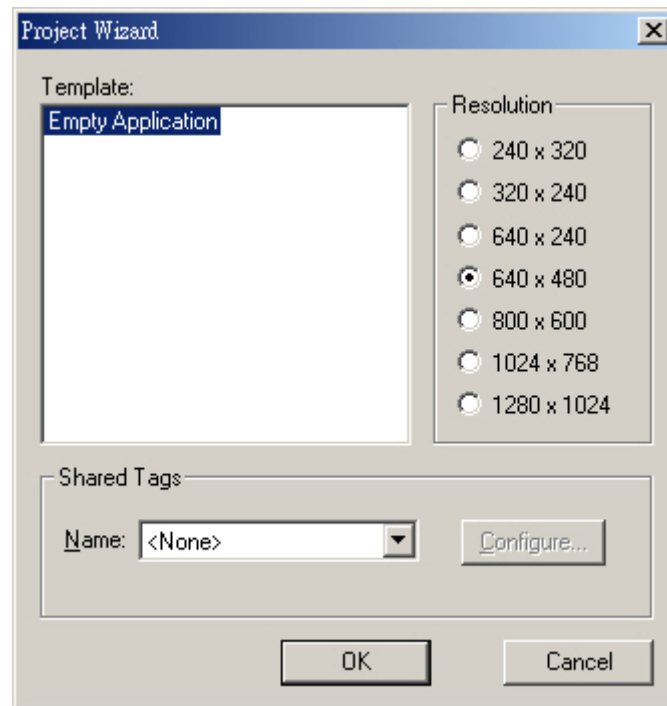 Project Wizard
Template:
Empty Application
Resolution
240 x 320
320 x 240
640 x 240
640 x 480
800 x 600
1024 x 768
1280 x 1024
Shared Tags
Name: <None> Configure...
OK Cancel